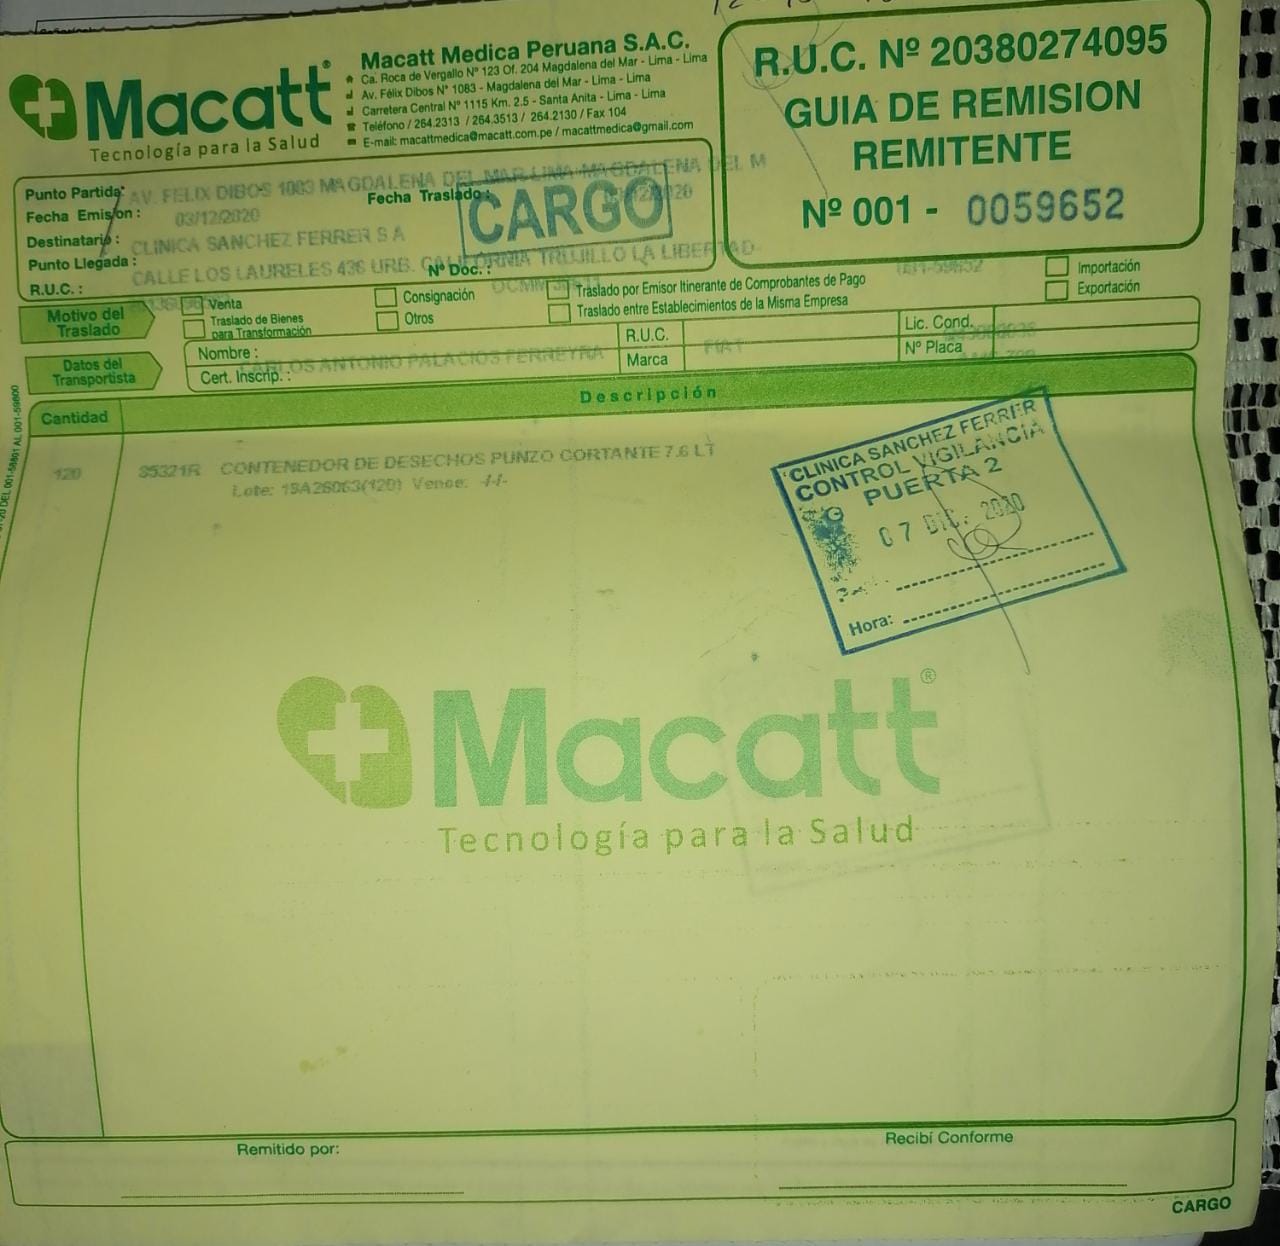 Macatt®
Tecnología para la Salud
Macatt Medica Peruana S.A.C.
Ca. Roca de Vergallo Nº 123 Of. 204 Magdalena del Mar - Lima - Lima
Av. Félix Dibos N° 1083 - Magdalena del Mar - Lima - Lima
Carretera Central Nº 1115 Km. 2.5 - Santa Anita - Lima - Lima
Teléfono / 264.2313 / 264.3513 / 264.2130 / Fax 104
E-mail: macattmedica@macatt.com.pe / macattmedica@gmail.com
R.U.C. Nº 20380274095
GUIA DE REMISION
REMITENTE
Nº 001 - 0059652
Punto Partida: AV. FELIX DIBOS 1083 MAGDALENA DEL MAR-LIMA-MAGDALENA DEL M
Fecha Emision: 03/12/2020 Fecha Traslado: /2020
CARGO
Destinatario: CLINICA SANCHEZ FERRER S A
Punto Llegada: CALLE LOS LAURELES 436 URB. CALIFORNIA TRUJILLO LA LIBERTAD-
R.U.C.: Nº Doc.: 001-59652
Motivo del Traslado
Venta
Traslado de Bienes para Transformación
Consignación
Otros
Traslado por Emisor Itinerante de Comprobantes de Pago
Traslado entre Establecimientos de la Misma Empresa
Importación
Exportación
Datos del Transportista
Nombre: CARLOS ANTONIO PALACIOS FERREYRA
Cert. Inscrip.:
R.U.C.
Marca FIAT
Lic. Cond.
Nº Placa
Cantidad Descripción
120 35321R CONTENEDOR DE DESECHOS PUNZO CORTANTE 7.6 LT
Lote: 19A26063(120) Vence: -/-/-
CLINICA SANCHEZ FERRER
CONTROL VIGILANCIA
PUERTA 2
07 DIC. 2020
Hora:
Macatt®
Tecnología para la Salud
Remitido por:
Recibí Conforme
CARGO